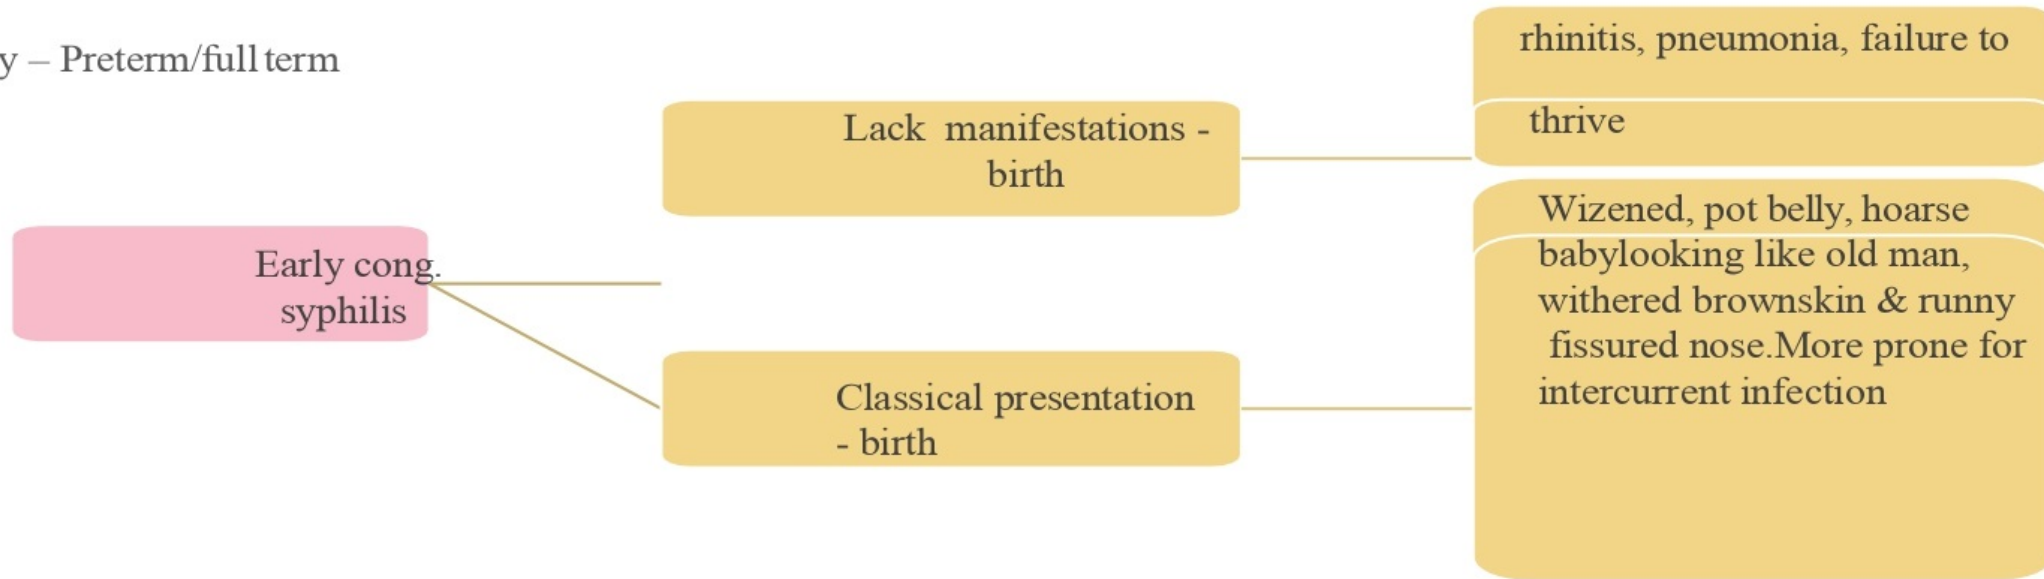 y – Preterm/full term
Early cong.
syphilis
Lack manifestations -
birth
rhinitis, pneumonia, failure to
thrive
Classical presentation
- birth
Wizened, pot belly, hoarse
babylooking like old man,
withered brownskin & runny
fissured nose.More prone for
intercurrent infection